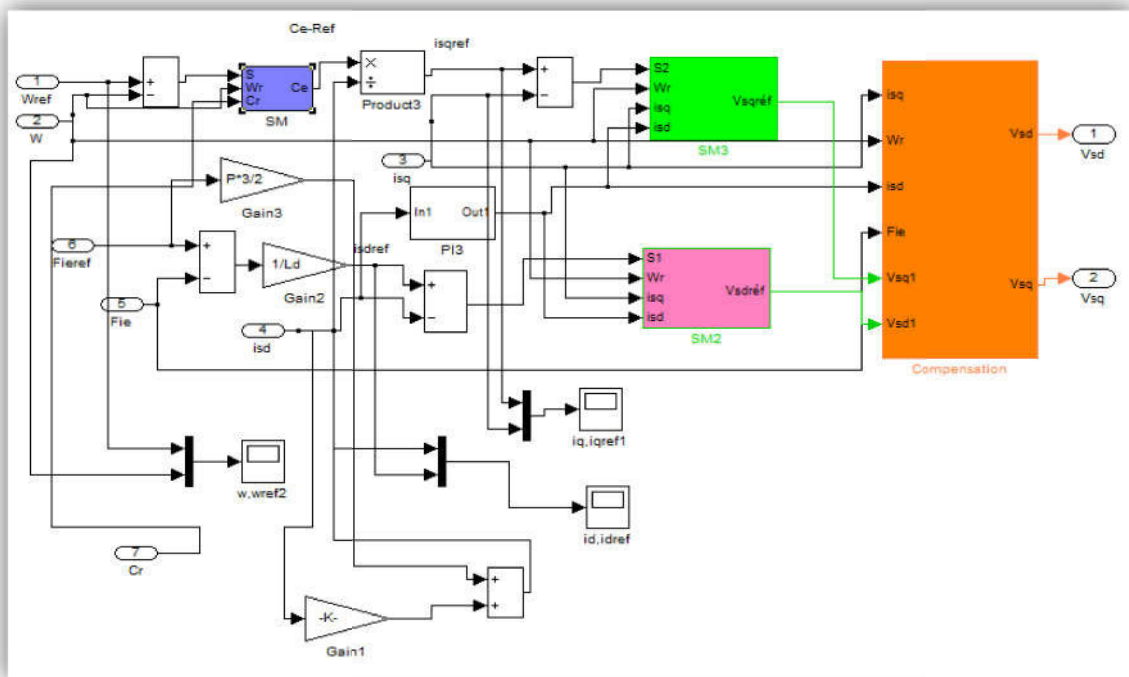 Ce-Ref
isqref
1
Wref
2
W
+
−
S
Wr
Cr
Ce
SM
×
÷
Product3
+
−
S2
Wr
isq
isd
Vsqréf
SM3
isq
Wr
isd
Fie
Vsq1
Vsd1
Vsd
Vsq
Compensation
1
Vsd
2
Vsq
3
isq
P*3/2
Gain3
In1
Out1
PI3
6
Fieref
+
−
1/Ld
Gain2
isdref
+
−
S1
Wr
isq
isd
Vsdréf
SM2
5
Fie
4
isd
iq,iqref1
w,wref2
id,idref
7
Cr
+
+
-K-
Gain1